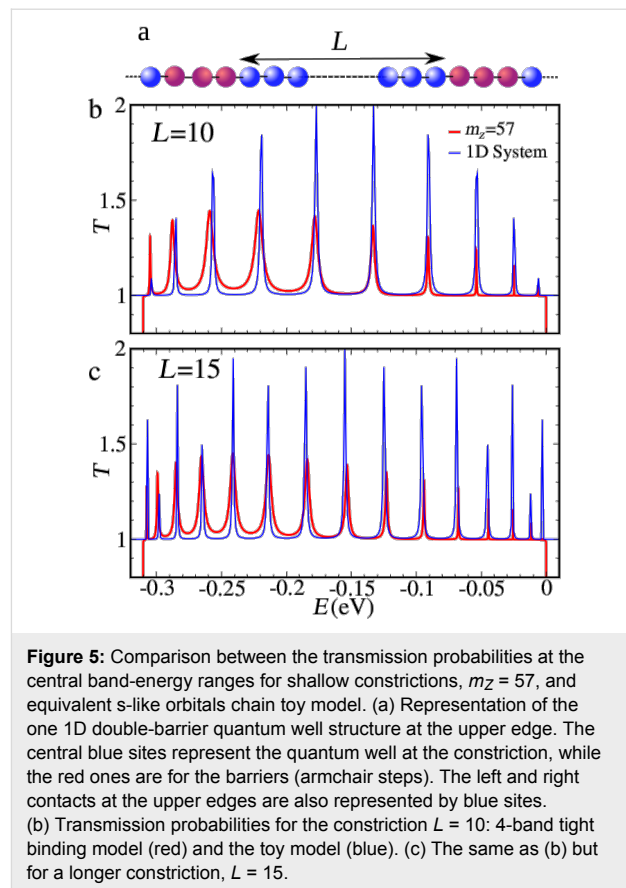 a
L
b
2
L=10
m_z=57
1D System
1.5
T
1
c
2
L=15
1.5
T
1
-0.3 -0.25 -0.2 -0.15 -0.1 -0.05 0
E(eV)
Figure 5: Comparison between the transmission probabilities at the
central band-energy ranges for shallow constrictions, m_Z = 57, and
equivalent s-like orbitals chain toy model. (a) Representation of the
one 1D double-barrier quantum well structure at the upper edge. The
central blue sites represent the quantum well at the constriction, while
the red ones are for the barriers (armchair steps). The left and right
contacts at the upper edges are also represented by blue sites.
(b) Transmission probabilities for the constriction L = 10: 4-band tight
binding model (red) and the toy model (blue). (c) The same as (b) but
for a longer constriction, L = 15.